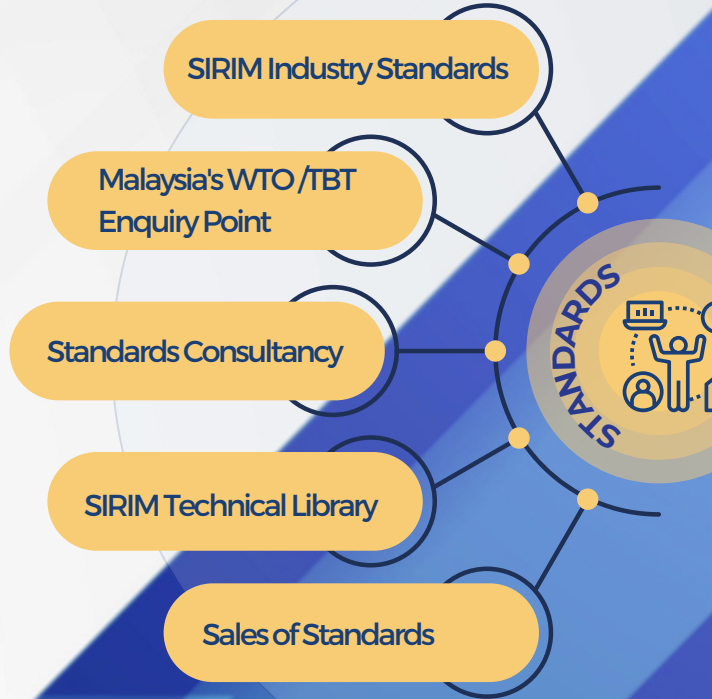 SIRIM Industry Standards
Malaysia's WTO /TBT
Enquiry Point
Standards Consultancy
SIRIM Technical Library
Sales of Standards
STANDARDS